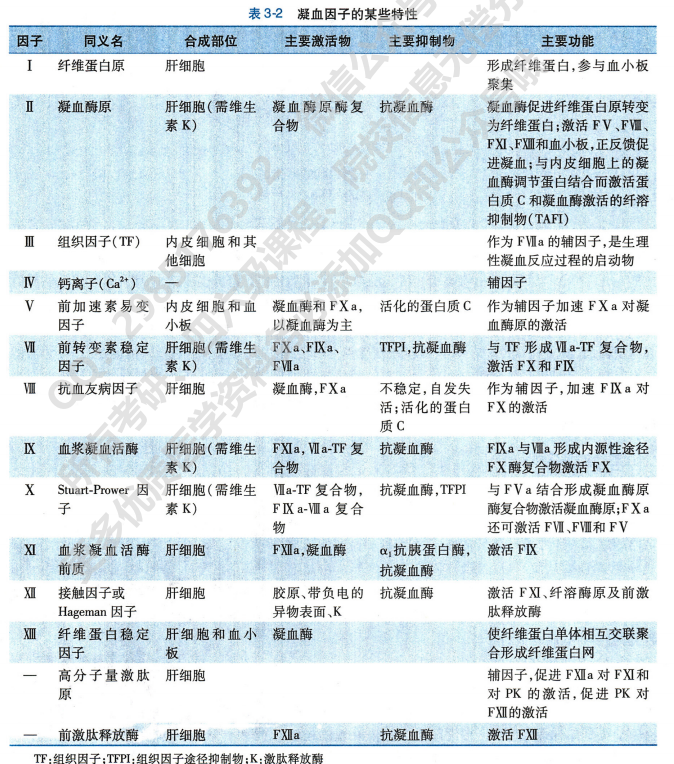 表 3-2 凝血因子的某些特性
因子 同义名 合成部位 主要激活物 主要抑制物 主要功能
Ⅰ 纤维蛋白原 肝细胞 形成纤维蛋白,参与血小板
聚集
Ⅱ 凝血酶原 肝细胞(需维生 凝血酶原酶复 抗凝血酶 凝血酶促进纤维蛋白原转变
素 K) 合物 为纤维蛋白;激活 FⅤ、FⅧ、
FⅪ、FⅩⅢ和血小板,正反馈促
进凝血;与内皮细胞上的凝
血酶调节蛋白结合而激活蛋
白质 C 和凝血酶激活的纤溶
抑制物(TAFI)
Ⅲ 组织因子(TF) 内皮细胞和其 作为 FⅦa 的辅因子,是生理
他细胞 性凝血反应过程的启动物
Ⅳ 钙离子(Ca²⁺) — 辅因子
Ⅴ 前加速素易变 内皮细胞和血 凝血酶和 FⅩa, 活化的蛋白质 C 作为辅因子加速 FⅩa 对凝
因子 小板 以凝血酶为主 血酶原的激活
Ⅶ 前转变素稳定 肝细胞(需维生 FⅩa、FⅨa、 TFPI,抗凝血酶 与 TF 形成Ⅶa-TF 复合物,
因子 素 K) FⅦa 激活 FⅩ和 FⅨ
Ⅷ 抗血友病因子 肝细胞 凝血酶,FⅩa 不稳定,自发失 作为辅因子,加速 FⅨa 对
活;活化的蛋白 FⅩ的激活
质 C
Ⅸ 血浆凝血活酶 肝细胞(需维生 FⅪa,Ⅶa-TF 复 抗凝血酶 FⅨa 与Ⅷa 形成内源性途径
素 K) 合物 FⅩ酶复合物激活 FⅩ
Ⅹ Stuart-Prower 因 肝细胞(需维生 Ⅶa-TF 复合物, 抗凝血酶,TFPI 与 FⅤa 结合形成凝血酶原
子 素 K) FⅨa-Ⅷa 复合 酶复合物激活凝血酶原;FⅩa
物 还可激活 FⅦ、FⅧ和 FⅤ
Ⅺ 血浆凝血活酶 肝细胞 FⅫa,凝血酶 α₁抗胰蛋白酶, 激活 FⅨ
前质 抗凝血酶
Ⅻ 接触因子或 肝细胞 胶原、带负电的 抗凝血酶 激活 FⅪ、纤溶酶原及前激
Hageman 因子 异物表面、K 肽释放酶
ⅩⅢ 纤维蛋白稳定 肝细胞和血小 凝血酶 使纤维蛋白单体相互交联聚
因子 板 合形成纤维蛋白网
— 高分子量激肽 肝细胞 辅因子,促进 FⅫa 对 FⅪ和
原 对 PK 的激活,促进 PK 对
FⅫ的激活
— 前激肽释放酶 肝细胞 FⅫa 抗凝血酶 激活 FⅫ
TF:组织因子;TFPI:组织因子途径抑制物;K:激肽释放酶